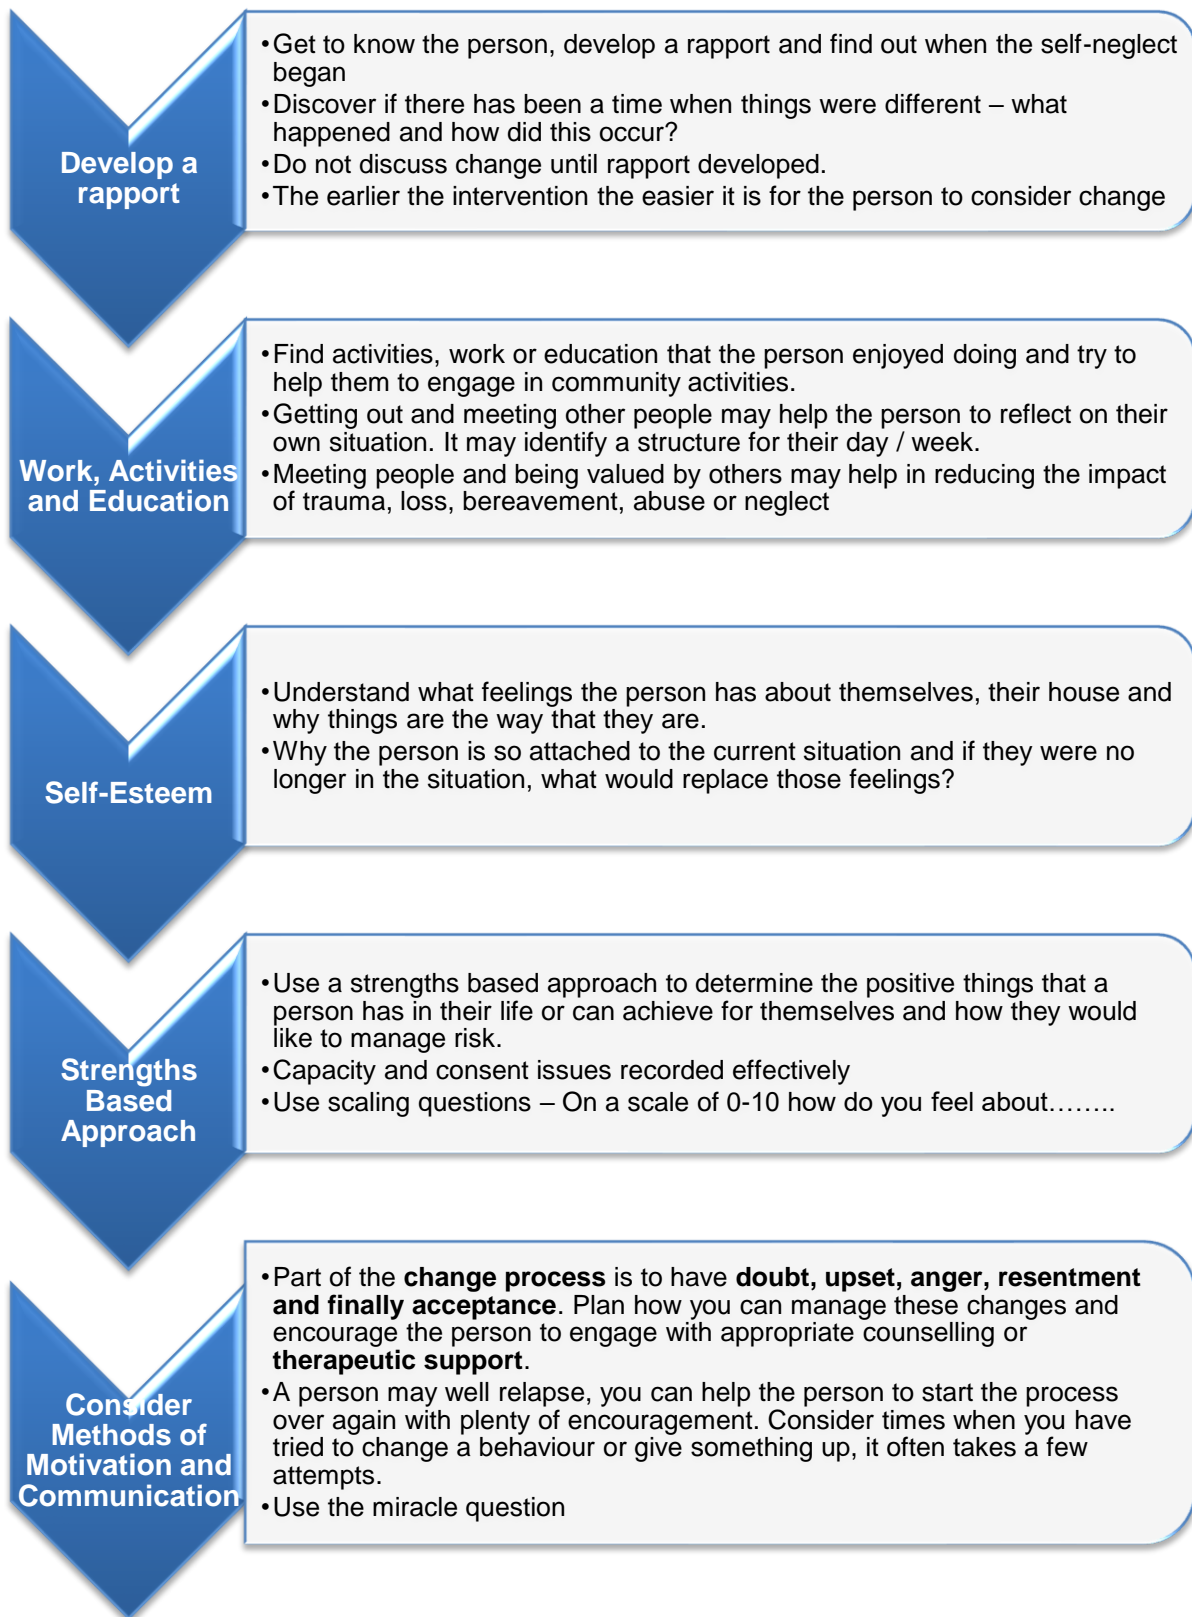 Develop a
rapport
•Get to know the person, develop a rapport and find out when the self-neglect
began
•Discover if there has been a time when things were different – what
happened and how did this occur?
•Do not discuss change until rapport developed.
•The earlier the intervention the easier it is for the person to consider change
Work, Activities
and Education
•Find activities, work or education that the person enjoyed doing and try to
help them to engage in community activities.
•Getting out and meeting other people may help the person to reflect on their
own situation. It may identify a structure for their day / week.
•Meeting people and being valued by others may help in reducing the impact
of trauma, loss, bereavement, abuse or neglect
Self-Esteem
•Understand what feelings the person has about themselves, their house and
why things are the way that they are.
•Why the person is so attached to the current situation and if they were no
longer in the situation, what would replace those feelings?
Strengths
Based
Approach
•Use a strengths based approach to determine the positive things that a
person has in their life or can achieve for themselves and how they would
like to manage risk.
•Capacity and consent issues recorded effectively
•Use scaling questions – On a scale of 0-10 how do you feel about……..
Consider
Methods of
Motivation and
Communication
•Part of the change process is to have doubt, upset, anger, resentment
and finally acceptance. Plan how you can manage these changes and
encourage the person to engage with appropriate counselling or
therapeutic support.
•A person may well relapse, you can help the person to start the process
over again with plenty of encouragement. Consider times when you have
tried to change a behaviour or give something up, it often takes a few
attempts.
•Use the miracle question